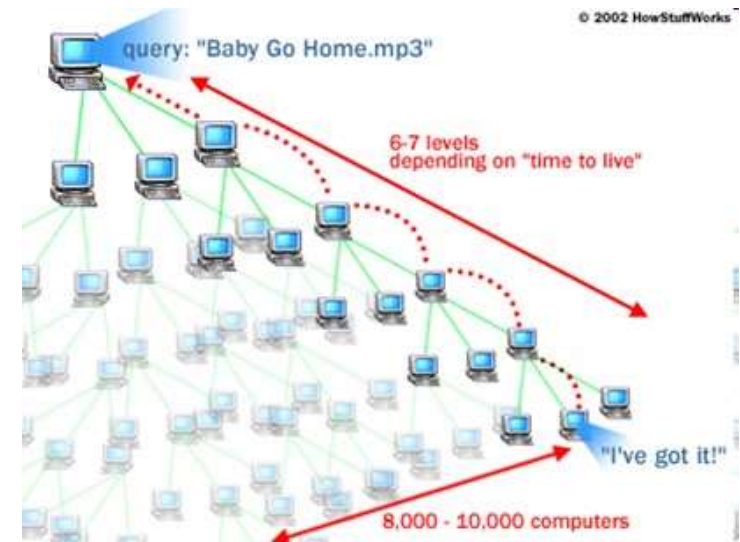 © 2002 HowStuffWorks
query: "Baby Go Home.mp3"
6-7 levels
depending on "time to live"
"I've got it!"
8,000 - 10,000 computers